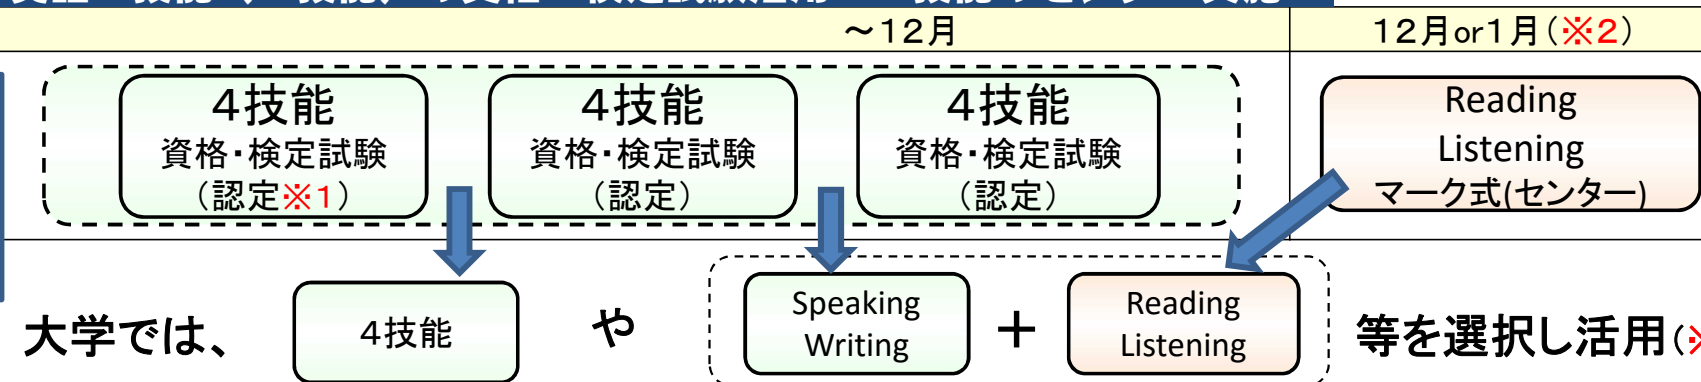 ～12月
12月or1月(※2)
4技能
資格・検定試験
(認定※1)
4技能
資格・検定試験
(認定)
4技能
資格・検定試験
(認定)
Reading
Listening
マーク式(センター)
大学では、
4技能
や
Speaking
Writing
＋
Reading
Listening
等を選択し活用(※